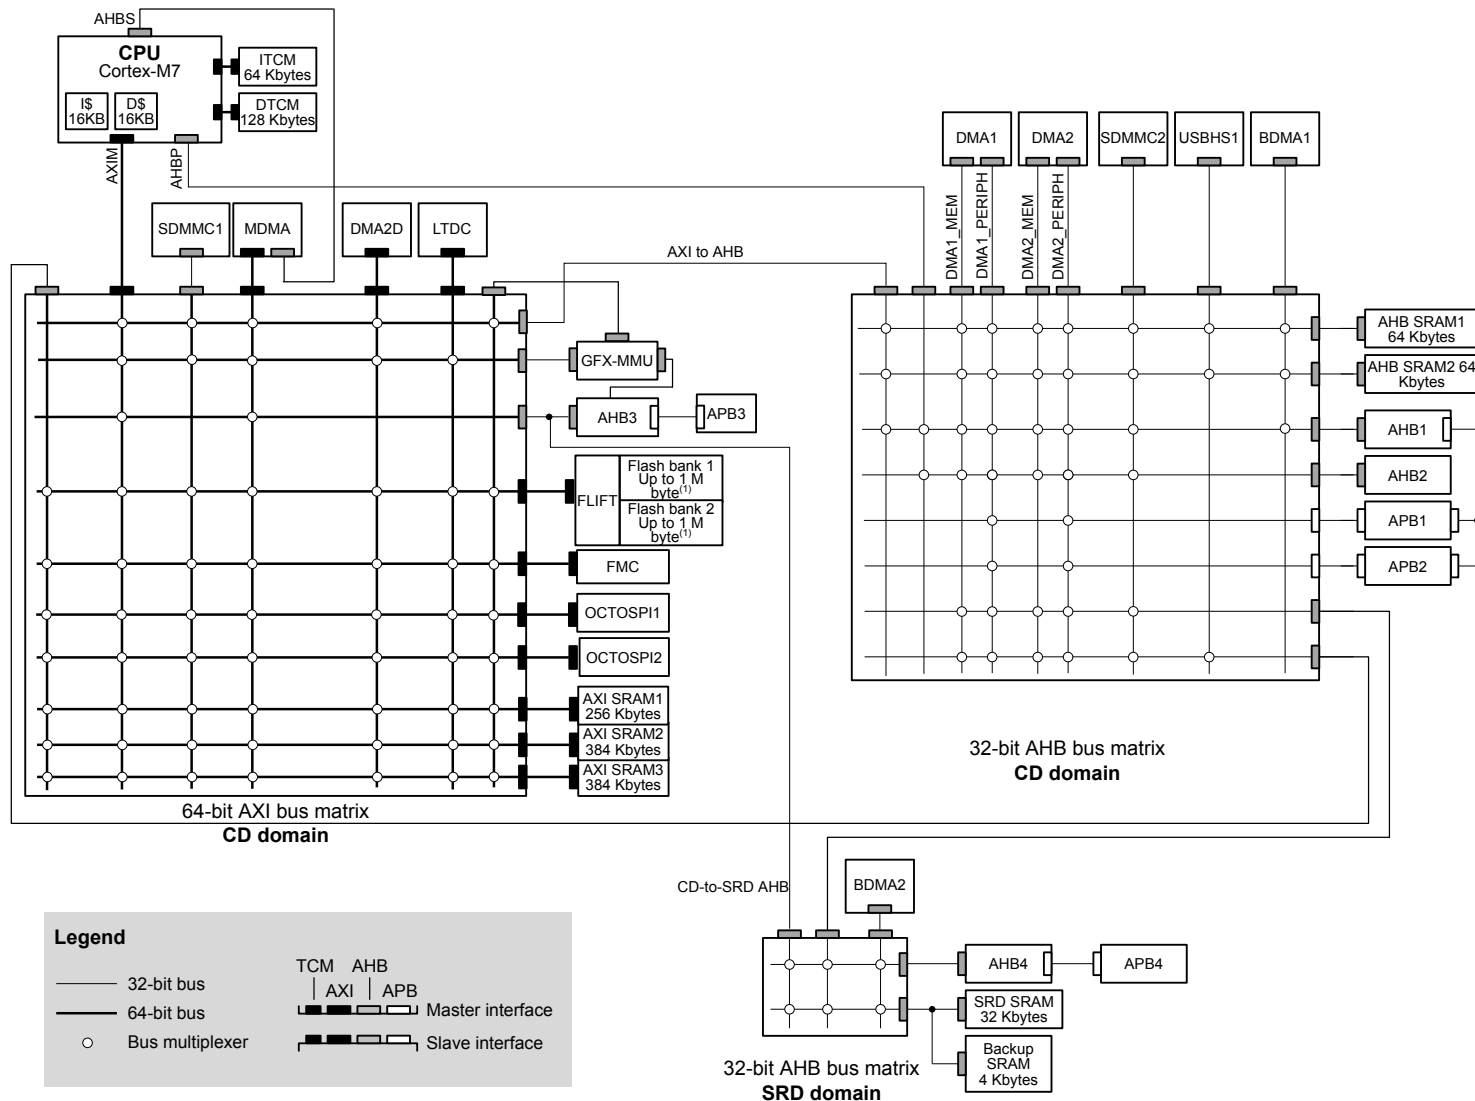 AHBS
CPU
Cortex-M7
I$
16KB
D$
16KB
ITCM
64 Kbytes
DTCM
128 Kbytes
AXIM
AHBP
SDMMC1
MDMA
DMA2D
LTDC
AXI to AHB
DMA1
DMA2
SDMMC2
USBHS1
BDMA1
DMA1_MEM
DMA1_PERIPH
DMA2_MEM
DMA2_PERIPH
GFX-MMU
AHB3
APB3
FLIFT
Flash bank 1
Up to 1 M
byte(1)
Flash bank 2
Up to 1 M
byte(1)
FMC
OCTOSPI1
OCTOSPI2
AXI SRAM1
256 Kbytes
AXI SRAM2
384 Kbytes
AXI SRAM3
384 Kbytes
AHB SRAM1
64 Kbytes
AHB SRAM2 64
Kbytes
AHB1
AHB2
APB1
APB2
64-bit AXI bus matrix
CD domain
32-bit AHB bus matrix
CD domain
CD-to-SRD AHB
BDMA2
AHB4
APB4
SRD SRAM
32 Kbytes
Backup
SRAM
4 Kbytes
32-bit AHB bus matrix
SRD domain
Legend
32-bit bus
64-bit bus
Bus multiplexer
TCM
AHB
AXI
APB
Master interface
Slave interface